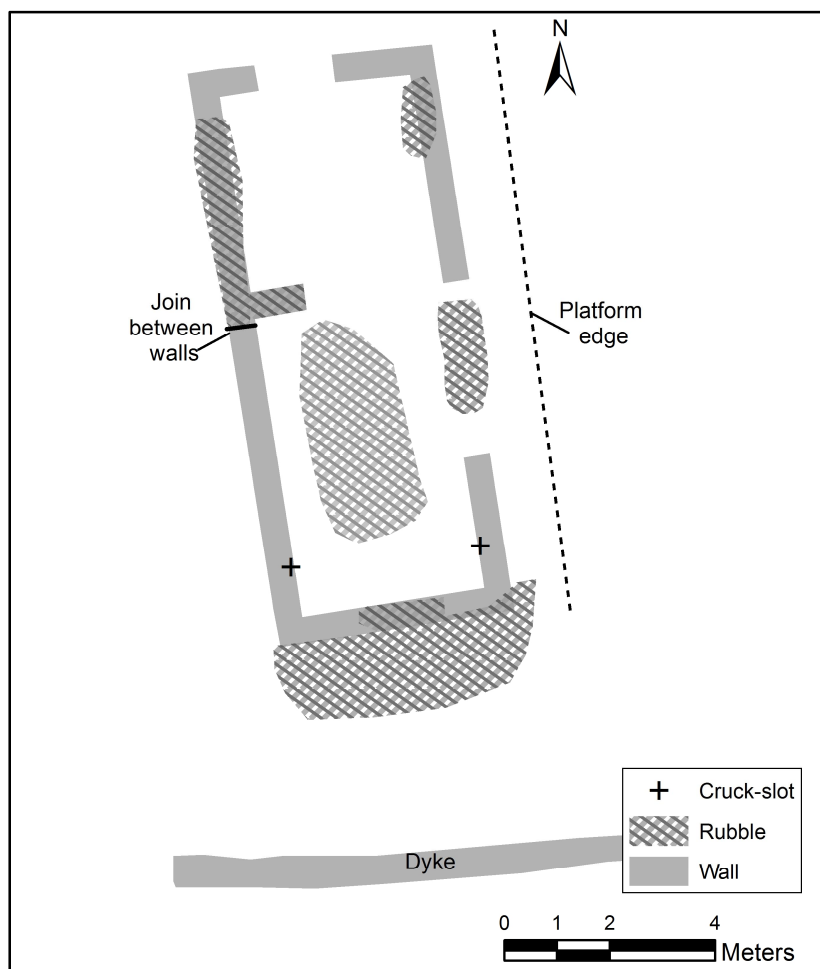 N
Join
between
walls
Platform
edge
Dyke
Cruck-slot
Rubble
Wall
0 1 2 4
Meters